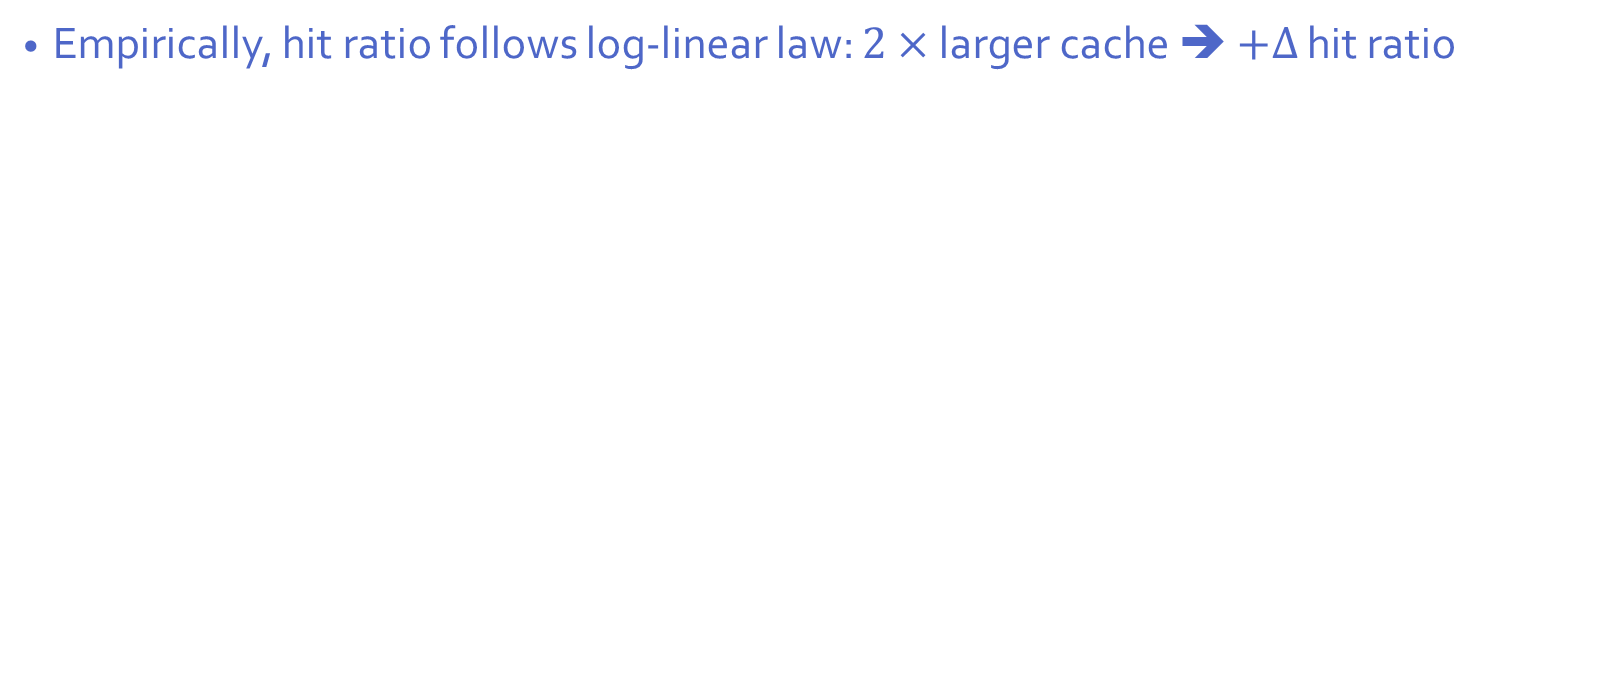 • Empirically, hit ratio follows log-linear law: 2 × larger cache ➔ +Δ hit ratio